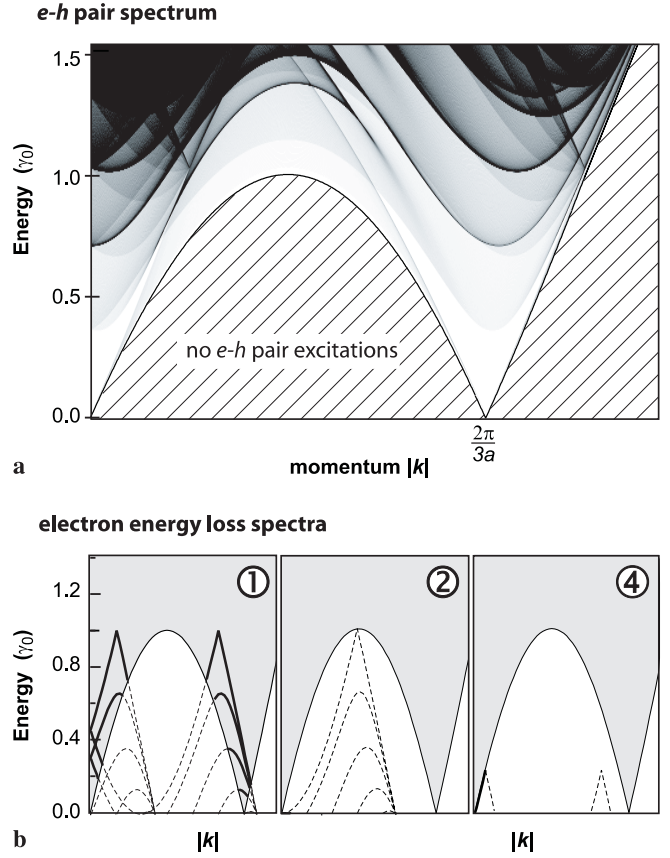 e-h pair spectrum
1.5
1.0
0.5
0.0
Energy (γ0)
no e-h pair excitations
2π
3a
a
momentum |k|
electron energy loss spectra
1.2
0.8
0.4
0.0
Energy (γ0)
①
②
④
b
|k|
|k|